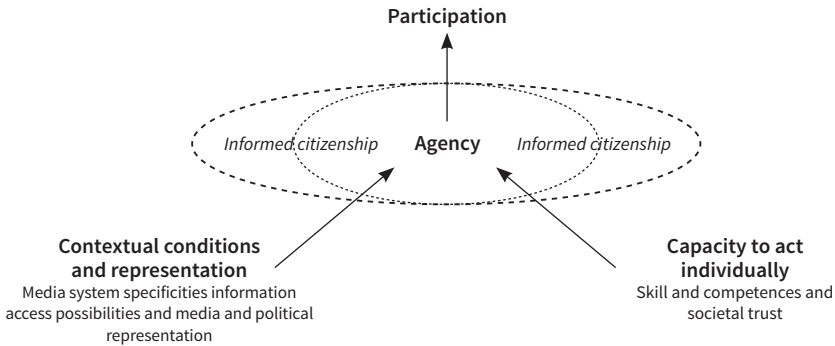 Participation
Informed citizenship
Agency
Informed citizenship
Contextual conditions
and representation
Media system specificities information
access possibilities and media and political
representation
Capacity to act
individually
Skill and competences and
societal trust